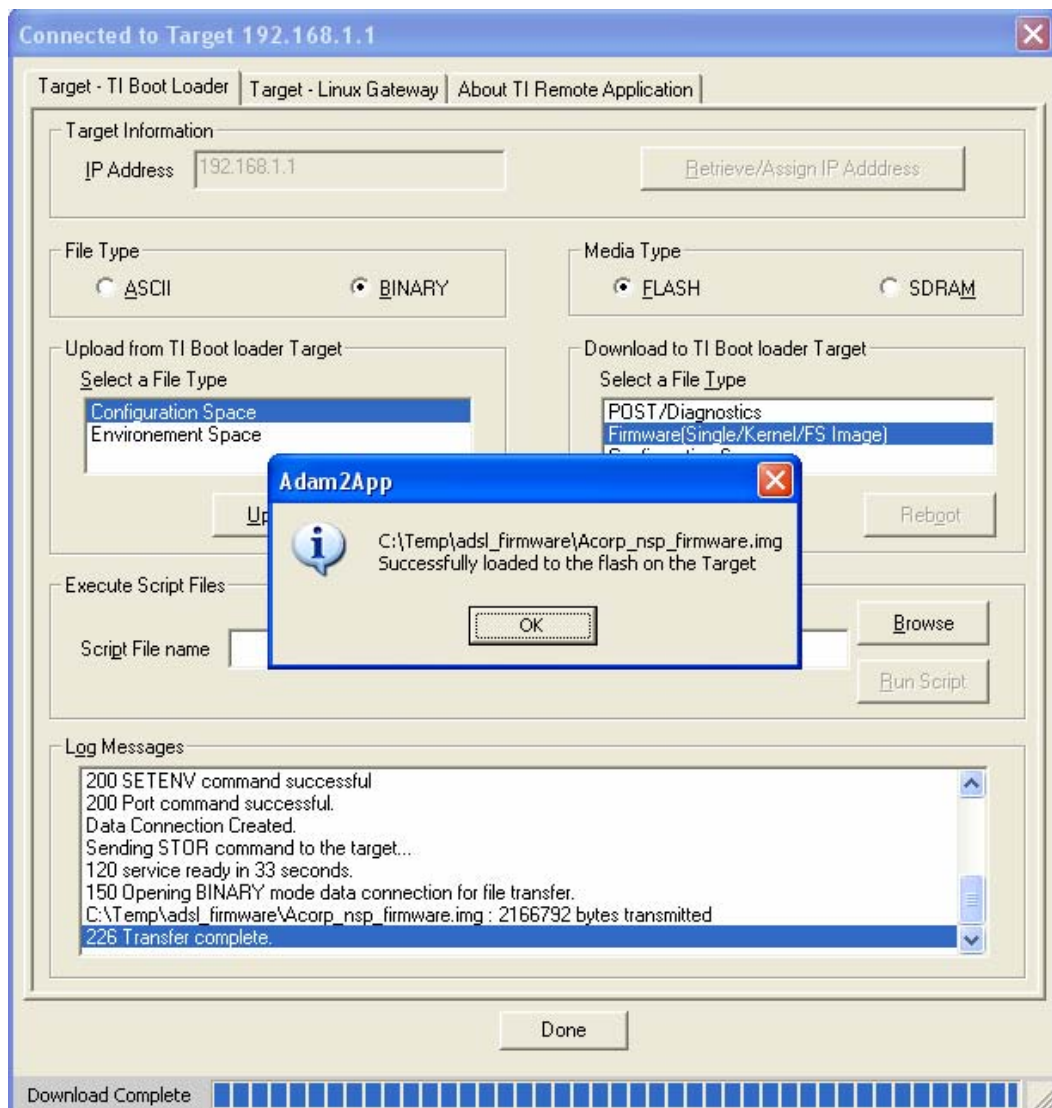 Connected to Target 192.168.1.1
Target - TI Boot Loader
Target - Linux Gateway
About TI Remote Application
Target Information
IP Address
192.168.1.1
Retrieve/Assign IP Adddress
File Type
ASCII
BINARY
Media Type
FLASH
SDRAM
Upload from TI Boot loader Target
Select a File Type
Configuration Space
Environement Space
Up
Download to TI Boot loader Target
Select a File Type
POST/Diagnostics
Firmware(Single/Kernel/FS Image)
Reboot
Adam2App
C:\Temp\adsl_firmware\Acorp_nsp_firmware.img
Successfully loaded to the flash on the Target
OK
Execute Script Files
Script File name
Browse
Run Script
Log Messages
200 SETENV command successful
200 Port command successful.
Data Connection Created.
Sending STOR command to the target...
120 service ready in 33 seconds.
150 Opening BINARY mode data connection for file transfer.
C:\Temp\adsl_firmware\Acorp_nsp_firmware.img : 2166792 bytes transmitted
226 Transfer complete.
Done
Download Complete